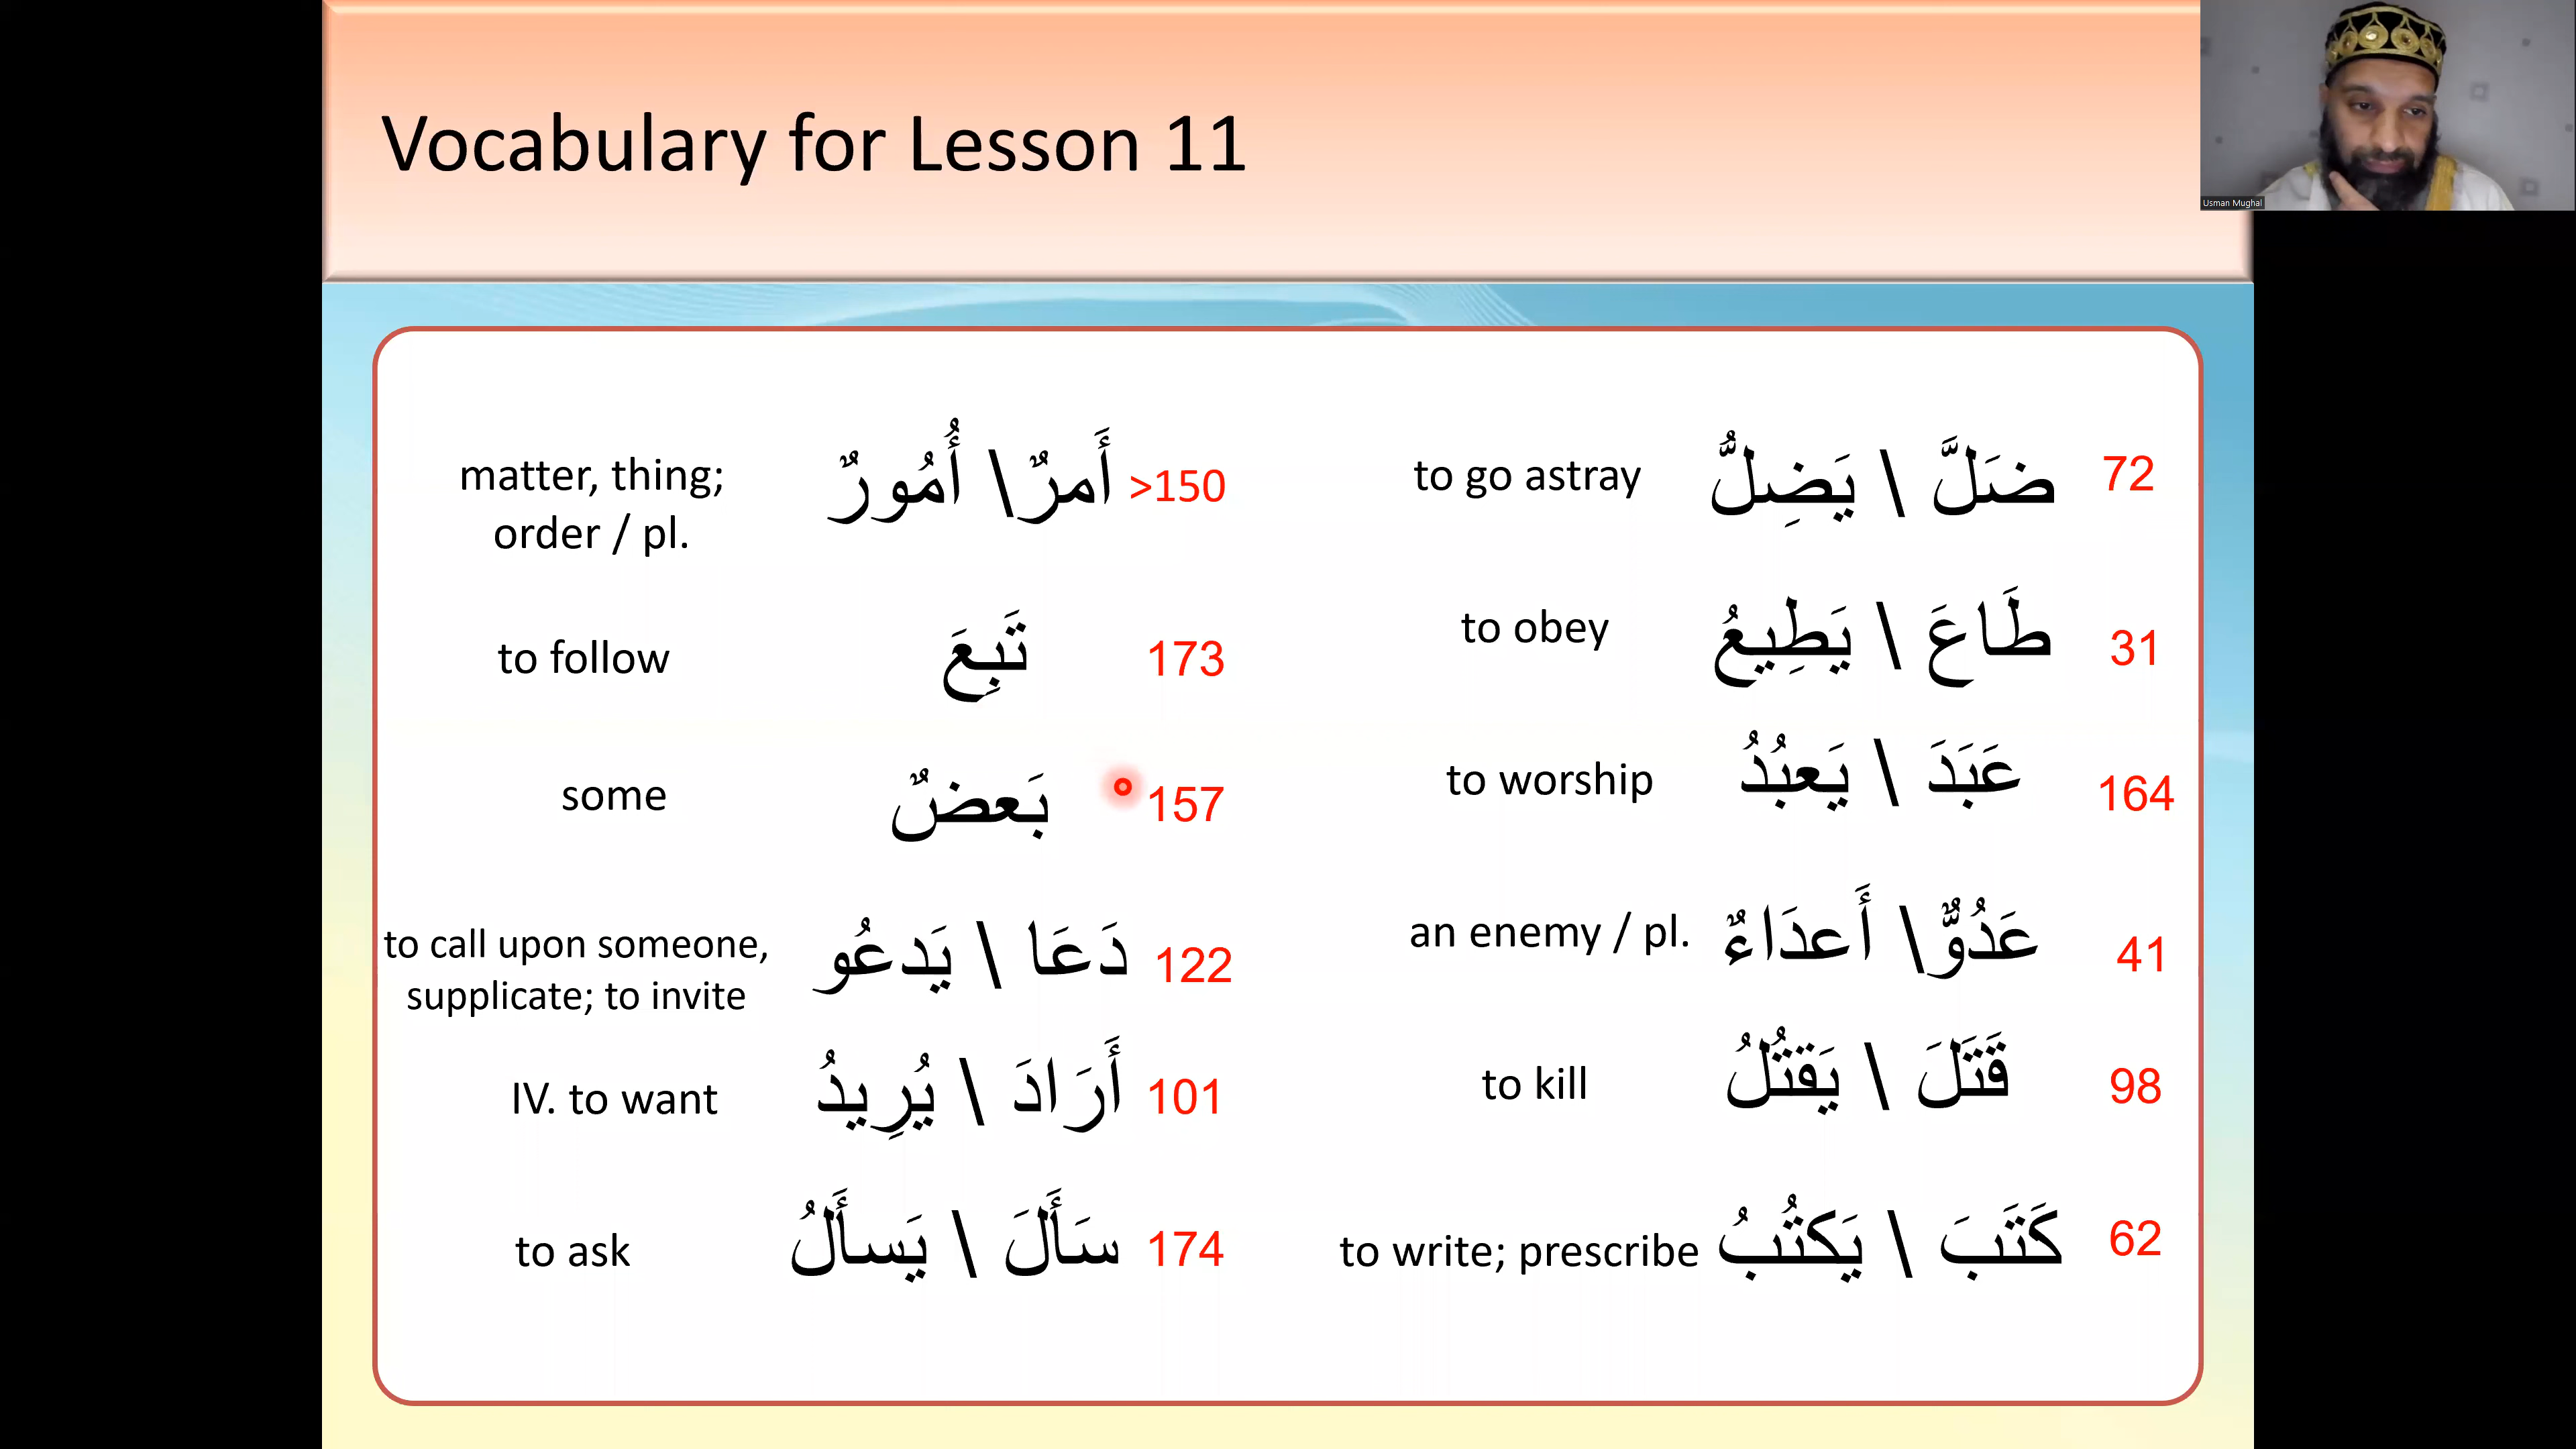 Vocabulary for Lesson 11
Usman Mughal
matter, thing;
order / pl.
أَمرٌ \ أُمُورٌ
>150
to follow
تَبِعَ
173
some
بَعضٌ
157
to call upon someone,
supplicate; to invite
دَعَا \ يَدعُو
122
IV. to want
أَرَادَ \ يُرِيدُ
101
to ask
سَأَلَ \ يَسأَلُ
174
to go astray
ضَلَّ \ يَضِلُّ
72
to obey
طَاعَ \ يَطِيعُ
31
to worship
عَبَدَ \ يَعبُدُ
164
an enemy / pl.
عَدُوٌّ \ أَعدَاءٌ
41
to kill
قَتَلَ \ يَقتُلُ
98
to write; prescribe
كَتَبَ \ يَكتُبُ
62